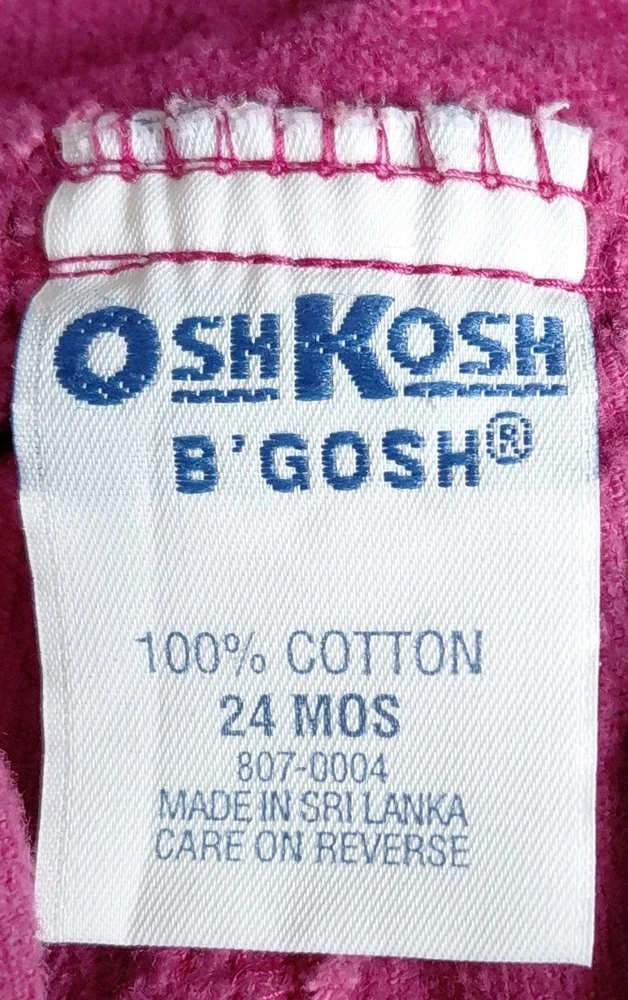 OSHKOSH
B'GOSH®
100% COTTON
24 MOS
807-0004
MADE IN SRI LANKA
CARE ON REVERSE